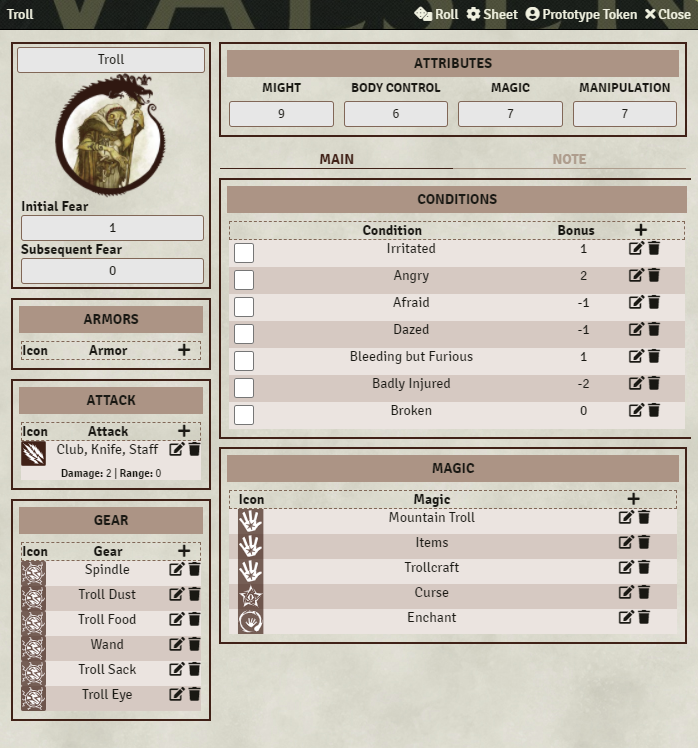 Troll
Roll Sheet Prototype Token Close
Troll
Initial Fear
1
Subsequent Fear
0
ARMORS
Icon Armor
ATTACK
Icon Attack
Club, Knife, Staff
Damage: 2 | Range: 0
GEAR
Icon Gear
Spindle
Troll Dust
Troll Food
Wand
Troll Sack
Troll Eye
ATTRIBUTES
MIGHT BODY CONTROL MAGIC MANIPULATION
9 6 7 7
MAIN NOTE
CONDITIONS
Condition Bonus
Irritated 1
Angry 2
Afraid -1
Dazed -1
Bleeding but Furious 1
Badly Injured -2
Broken 0
MAGIC
Icon Magic
Mountain Troll
Items
Trollcraft
Curse
Enchant